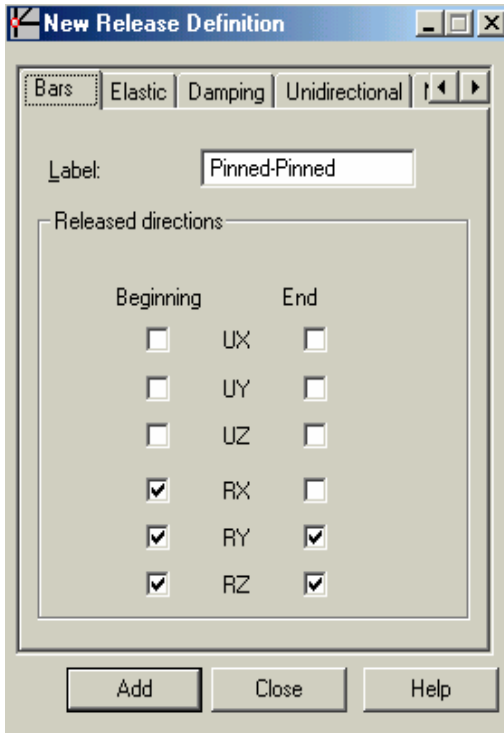 New Release Definition
Bars Elastic Damping Unidirectional
Label: Pinned-Pinned
Released directions
Beginning End
UX
UY
UZ
RX
RY
RZ
Add Close Help